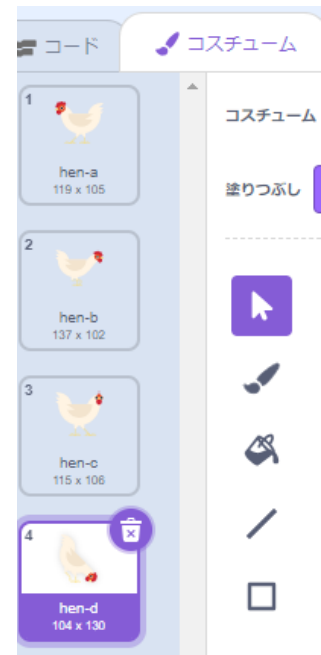 コード
コスチューム
1
hen-a
119 x 105
2
hen-b
137 x 102
3
hen-c
115 x 106
4
hen-d
104 x 130
コスチューム
塗りつぶし